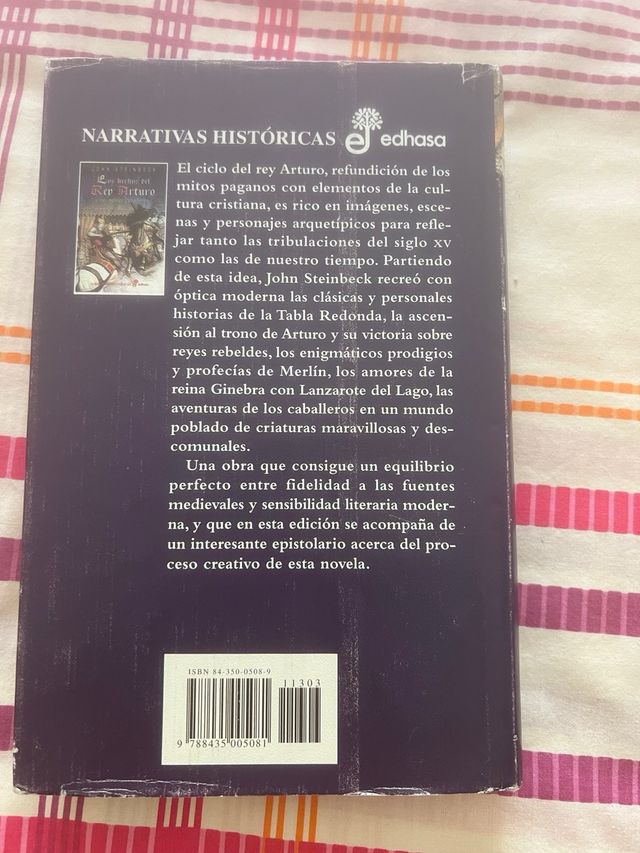 NARRATIVAS HISTÓRICAS edhasa
JOHN STEINBECK
Los hechos del
Rey Arturo
El ciclo del rey Arturo, refundición de los
mitos paganos con elementos de la cul-
tura cristiana, es rico en imágenes, esce-
nas y personajes arquetípicos para refle-
jar tanto las tribulaciones del siglo XV
como las de nuestro tiempo. Partiendo
de esta idea, John Steinbeck recreó con
óptica moderna las clásicas y personales
historias de la Tabla Redonda, la ascen-
sión al trono de Arturo y su victoria sobre
reyes rebeldes, los enigmáticos prodigios
y profecías de Merlín, los amores de la
reina Ginebra con Lanzarote del Lago, las
aventuras de los caballeros en un mundo
poblado de criaturas maravillosas y des-
comunales.
Una obra que consigue un equilibrio
perfecto entre fidelidad a las fuentes
medievales y sensibilidad literaria moder-
na, y que en esta edición se acompaña de
un interesante epistolario acerca del pro-
ceso creativo de esta novela.
ISBN 84-350-0508-9
11303
9 788435 005081